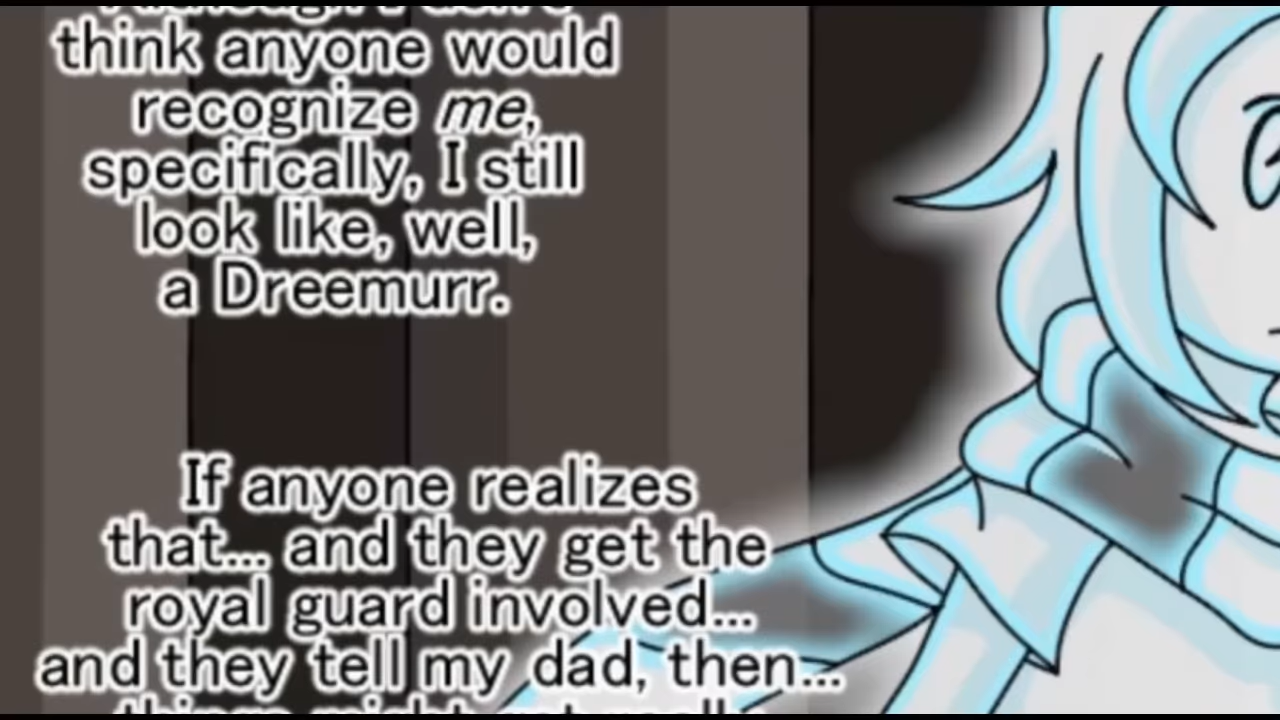 think anyone would
recognize me,
specifically, I still
look like, well,
a Dreemurr.
If anyone realizes
that... and they get the
royal guard involved...
and they tell my dad, then...